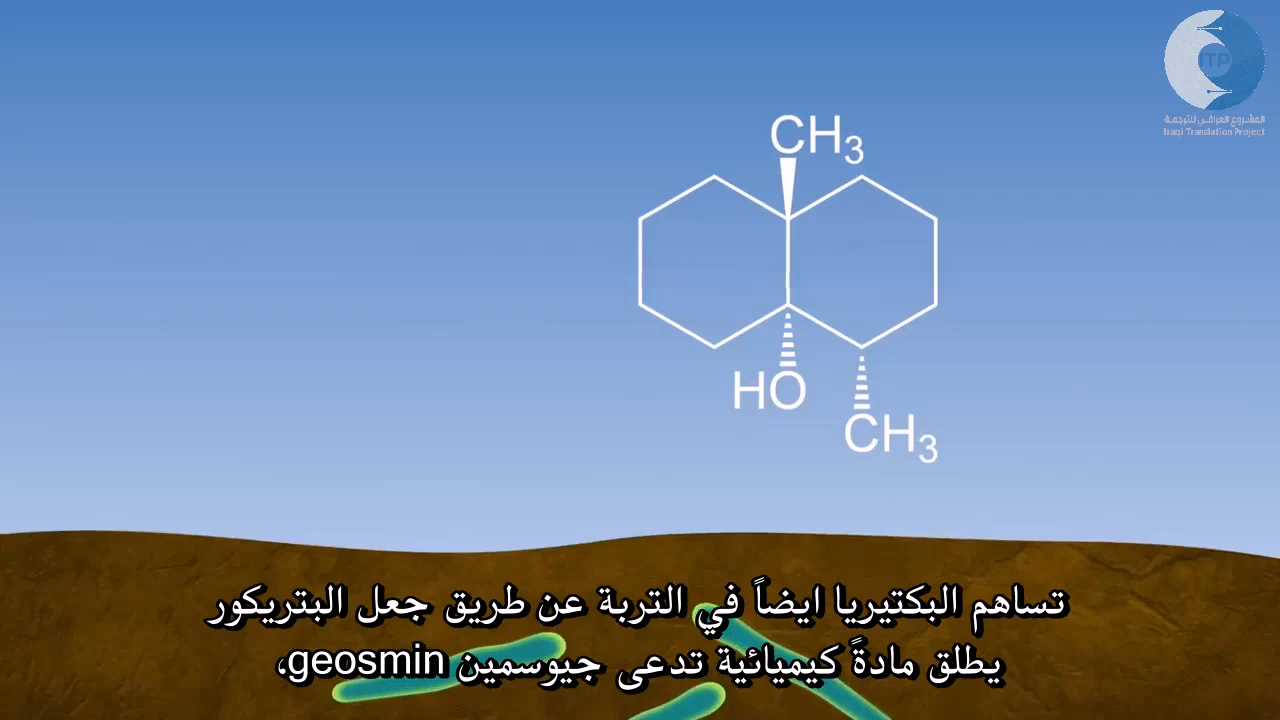 ITP
المشروع العراقي للترجمة
Iraqi Translation Project
CH3
HO
CH3
تساهم البكتيريا ايضاً في التربة عن طريق جعل البتريكور
يطلق مادةً كيميائية تدعى جيوسمين geosmin،